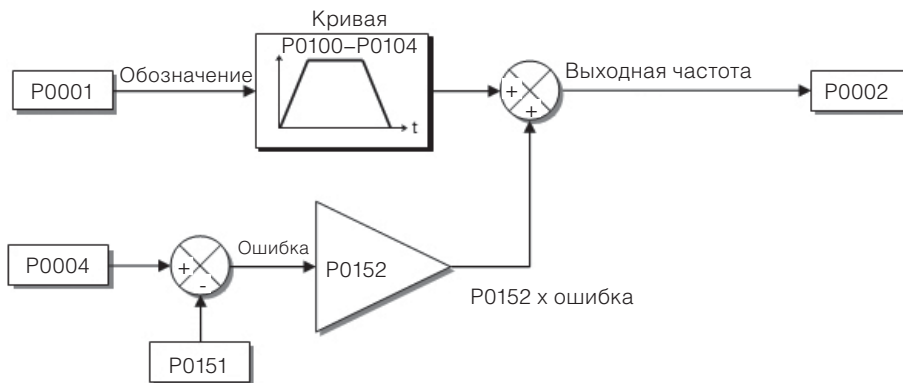 Кривая
P0100–P0104
P0001
Обозначение
t
+
+
Выходная частота
P0002
P0004
+
-
Ошибка
P0152
P0152 x ошибка
P0151